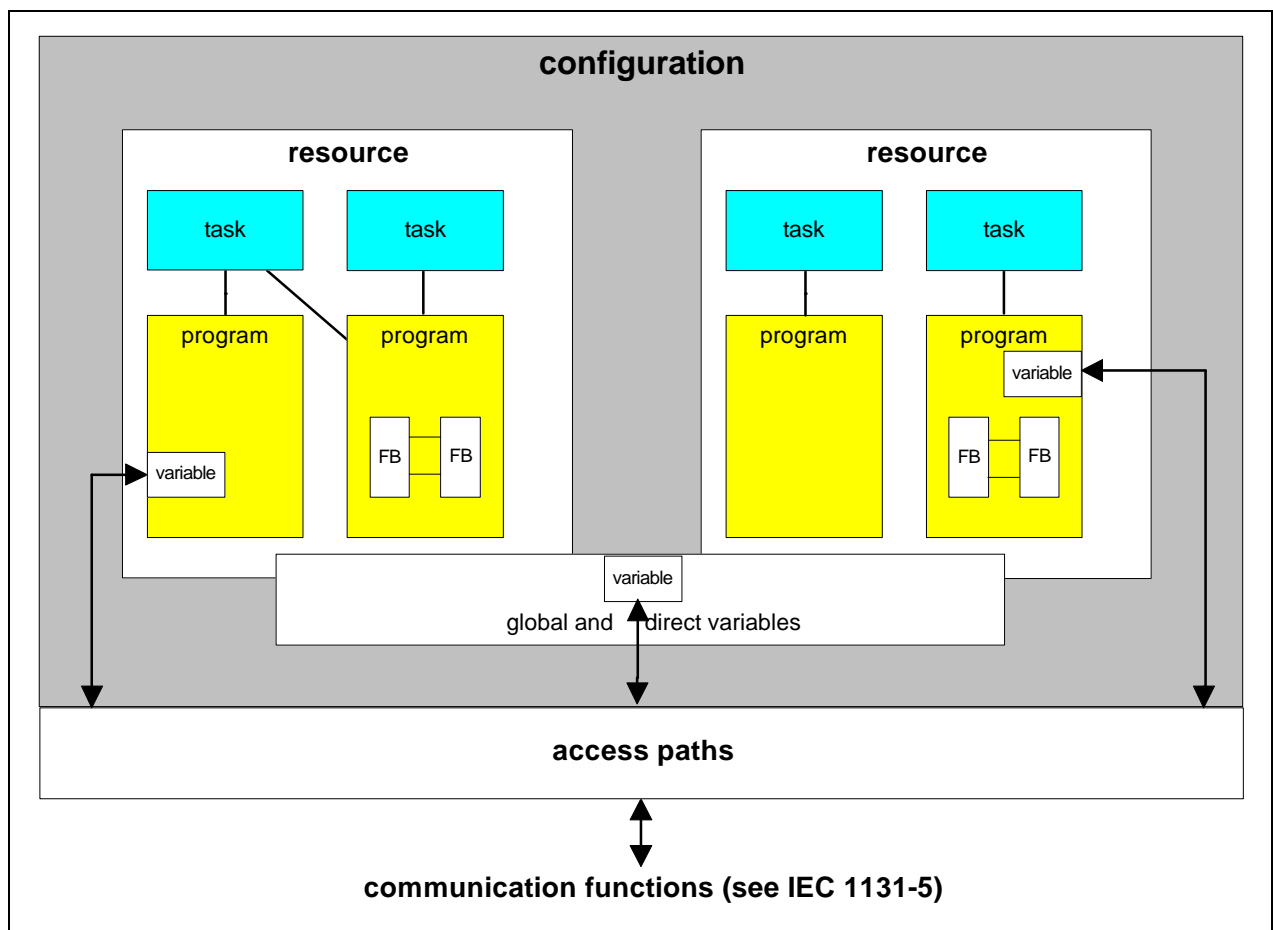 configuration
resource
resource
task
task
task
task
program
program
program
program
variable
FB
FB
FB
FB
variable
variable
global and direct variables
access paths
communication functions (see IEC 1131-5)